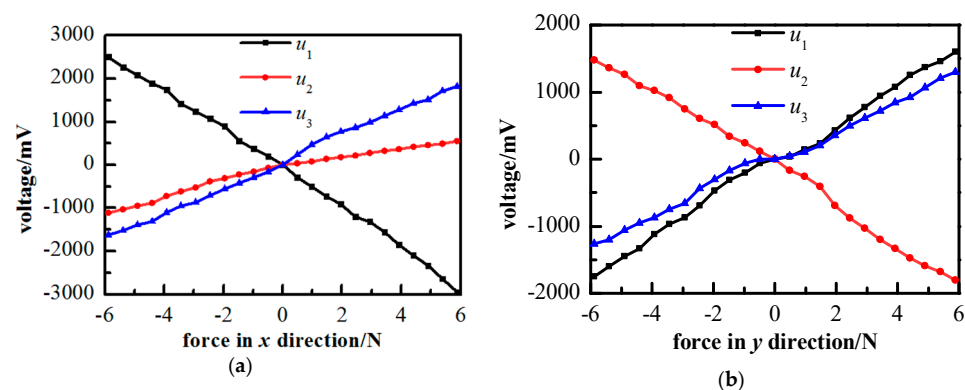 3000
2000
1000
0
-1000
-2000
-3000
voltage/mV
u1
u2
u3
-6
-4
-2
0
2
4
6
force in x direction/N
(a)
2000
1000
0
-1000
-2000
voltage/mV
u1
u2
u3
-6
-4
-2
0
2
4
6
force in y direction/N
(b)